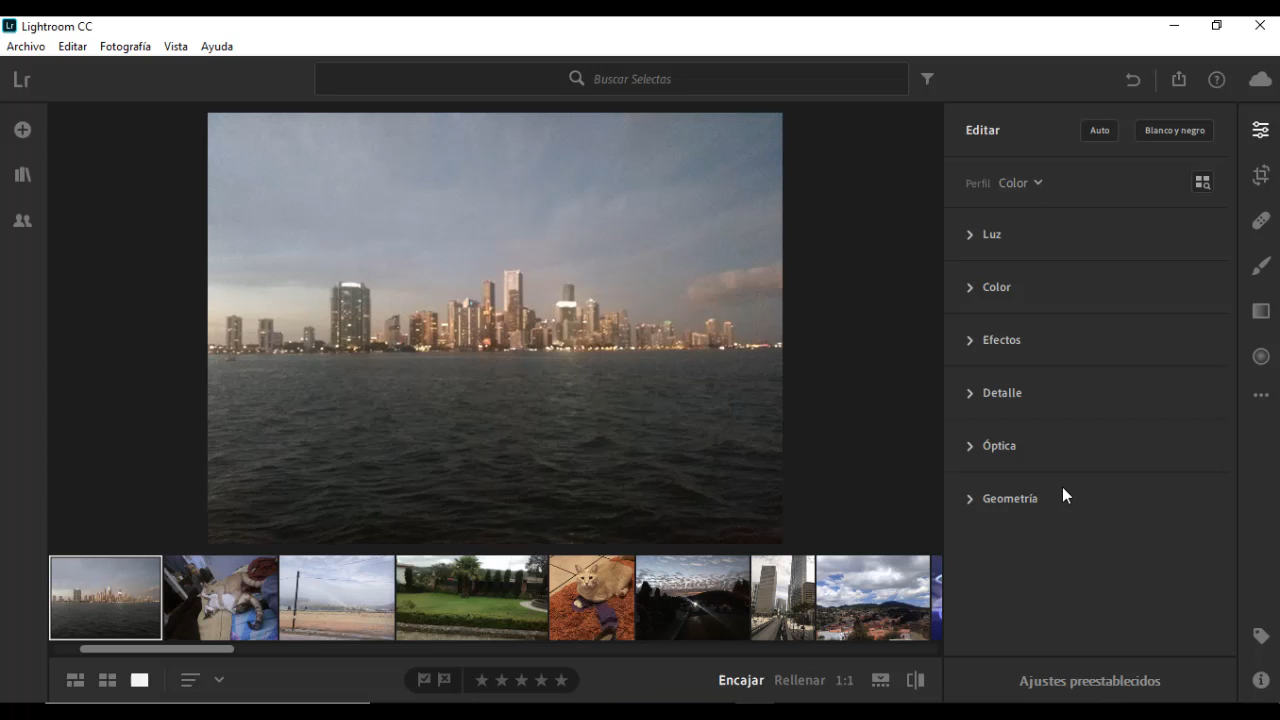 Lr Lightroom CC
Archivo Editar Fotografía Vista Ayuda
Lr
Buscar Selectas
Editar
Auto
Blanco y negro
Perfil Color
Luz
Color
Efectos
Detalle
Óptica
Geometría
Encajar Rellenar 1:1
Ajustes preestablecidos